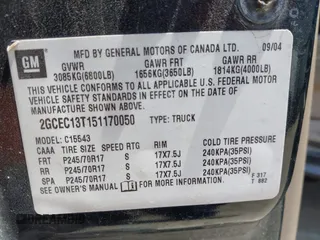 GM
MFD BY GENERAL MOTORS OF CANADA LTD. 09/04
GVWR GAWR FRT GAWR RR
3085KG(6800LB) 1656KG(3650LB) 1814KG(4000LB)
THIS VEHICLE CONFORMS TO ALL APPLICABLE U.S. FEDERAL MOTOR
VEHICLE SAFETY STANDARDS IN EFFECT ON THE DATE OF
MANUFACTURE SHOWN ABOVE.
2GCEC13T151170050 TYPE: TRUCK
MODEL: C15543
CAAA TIRE SIZE SPEED RTG RIM COLD TIRE PRESSURE
FRT P245/70R17 S 17X7.5J 240KPA(35PSI)
RR P245/70R17 S 17X7.5J 240KPA(35PSI)
SPA P245/70R17 S 17X7.5J 240KPA(35PSI)
SEE OWNER'S MANUAL FOR MORE INFORMATION.
F 317
T 882